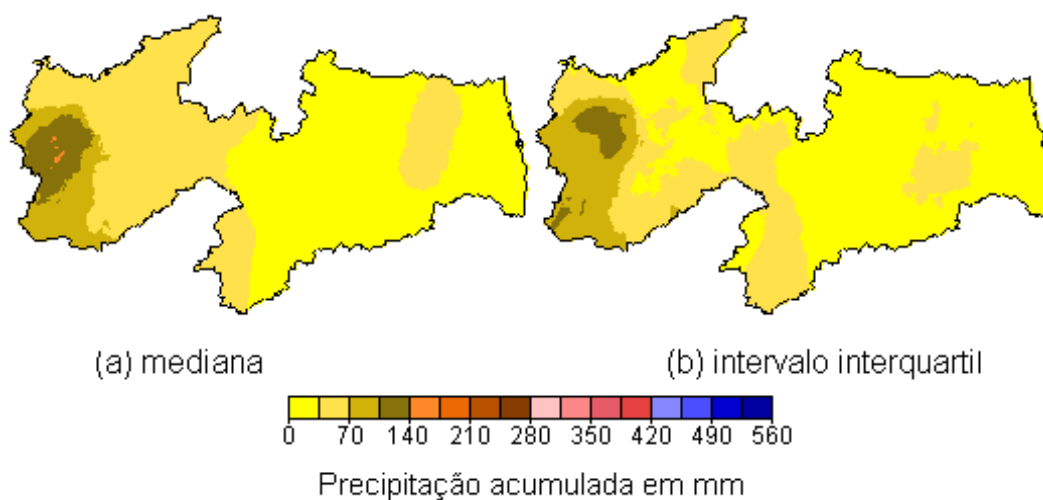 (a) mediana
(b) intervalo interquartil
0 70 140 210 280 350 420 490 560
Precipitação acumulada em mm